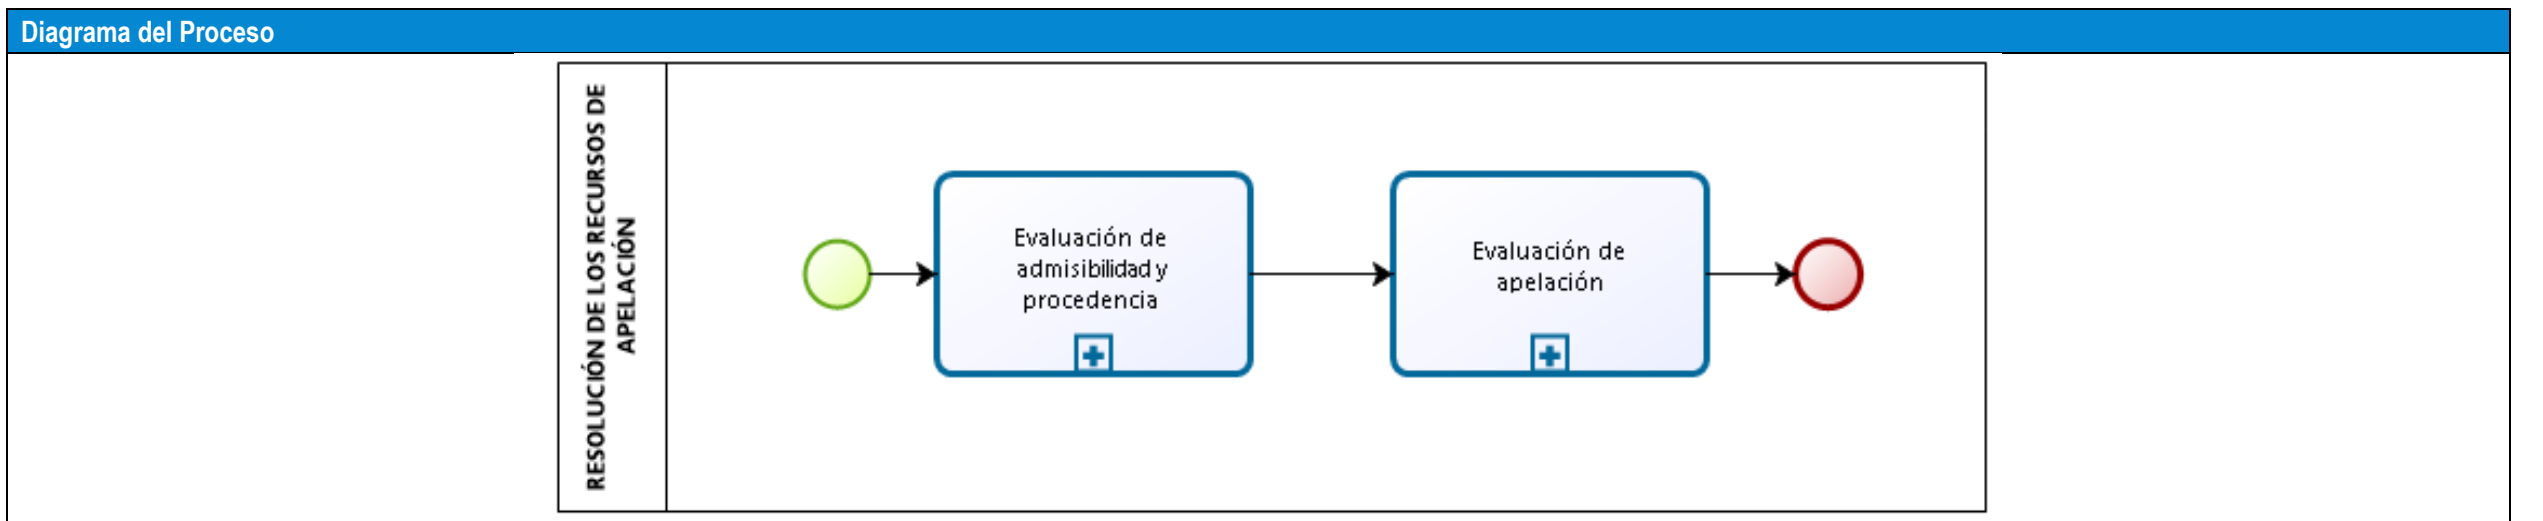 Diagrama del Proceso
RESOLUCIÓN DE LOS RECURSOS DE
APELACIÓN
Evaluación de
admisibilidad y
procedencia
Evaluación de
apelación